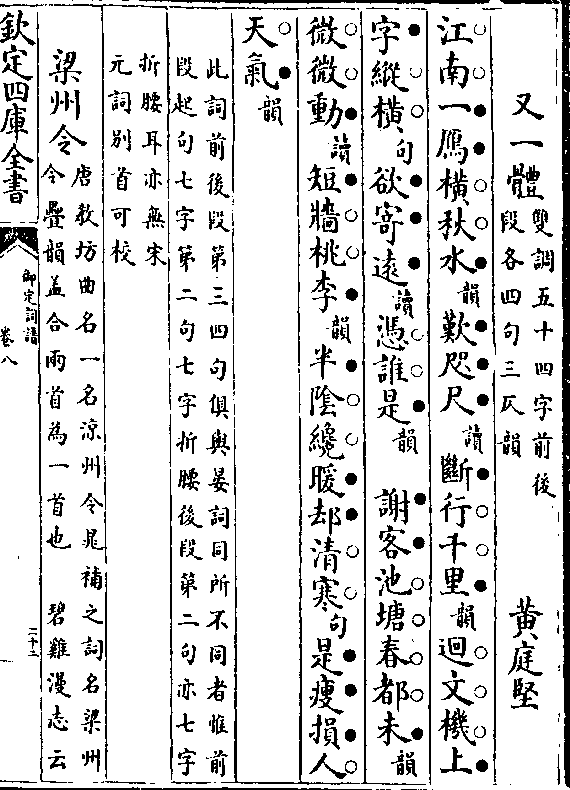 又一體雙調五十四字前後段各四句三仄韻 黃庭堅
江南一鴈橫秋水韻歎咫尺讀斷行千里韻迴文機上
字縱橫句欲寄遠讀憑誰是韻 謝客池塘春都未韻
微微動讀短牆桃李韻半陰纔暖却清寒句是瘦損人
天氣韻
此詞前後段第三四句俱與晏詞同所不同者惟前
段起句七字第二句七字折腰後段第二句亦七字
折腰耳亦無宋
元詞別首可校
梁州令唐教坊曲名一名涼州令晁補之詞名梁州令疊韻蓋合兩首為一首也 碧雞漫志云
欽定四庫全書
御定詞譜
卷八
二十三